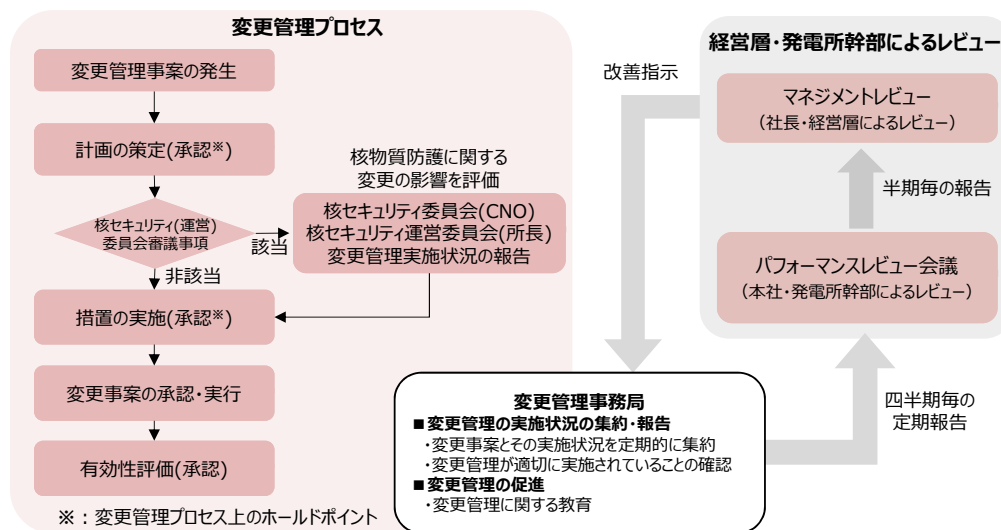 変更管理プロセス
変更管理事案の発生
計画の策定(承認※)
核セキュリティ(運営)
委員会審議事項
該当
非該当
核物質防護に関する
変更の影響を評価
核セキュリティ委員会(CNO)
核セキュリティ運営委員会(所長)
変更管理実施状況の報告
措置の実施(承認※)
変更事案の承認・実行
有効性評価(承認)
※：変更管理プロセス上のホールドポイント
経営層・発電所幹部によるレビュー
マネジメントレビュー
（社長・経営層によるレビュー）
半期毎の報告
パフォーマンスレビュー会議
（本社・発電所幹部によるレビュー）
改善指示
四半期毎の
定期報告
変更管理事務局
■変更管理の実施状況の集約・報告
・変更事案とその実施状況を定期的に集約
・変更管理が適切に実施されていることの確認
■変更管理の促進
・変更管理に関する教育